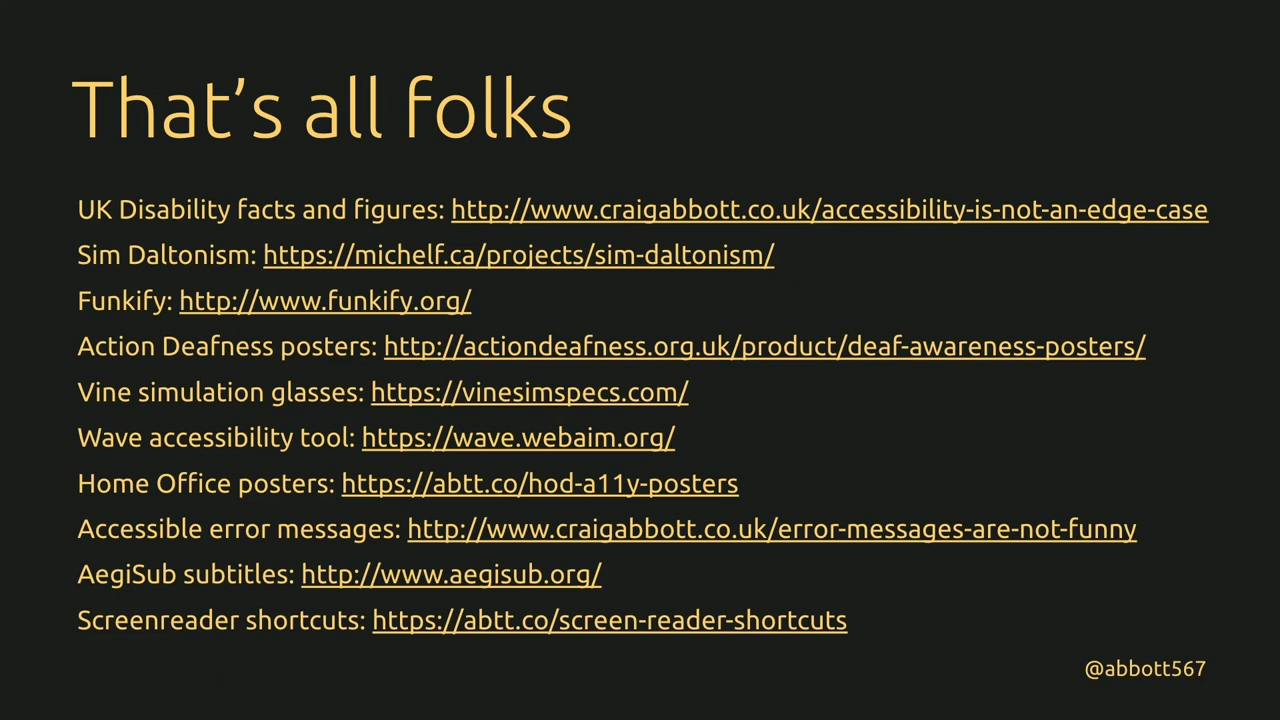 That’s all folks
UK Disability facts and figures: http://www.craigabbott.co.uk/accessibility-is-not-an-edge-case
Sim Daltonism: https://michelf.ca/projects/sim-daltonism/
Funkify: http://www.funkify.org/
Action Deafness posters: http://actiondeafness.org.uk/product/deaf-awareness-posters/
Vine simulation glasses: https://vinesimspecs.com/
Wave accessibility tool: https://wave.webaim.org/
Home Office posters: https://abtt.co/hod-a11y-posters
Accessible error messages: http://www.craigabbott.co.uk/error-messages-are-not-funny
AegiSub subtitles: http://www.aegisub.org/
Screenreader shortcuts: https://abtt.co/screen-reader-shortcuts
@abbott567